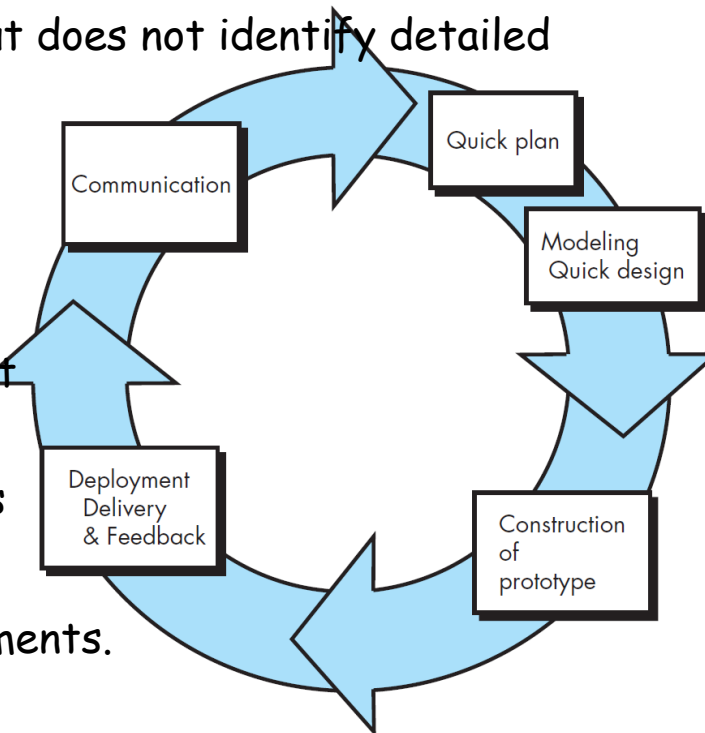 t does not identify detailed
Quick plan
Communication
Modeling
Quick design
Deployment
Delivery
& Feedback
s
Construction
of
prototype
ments.